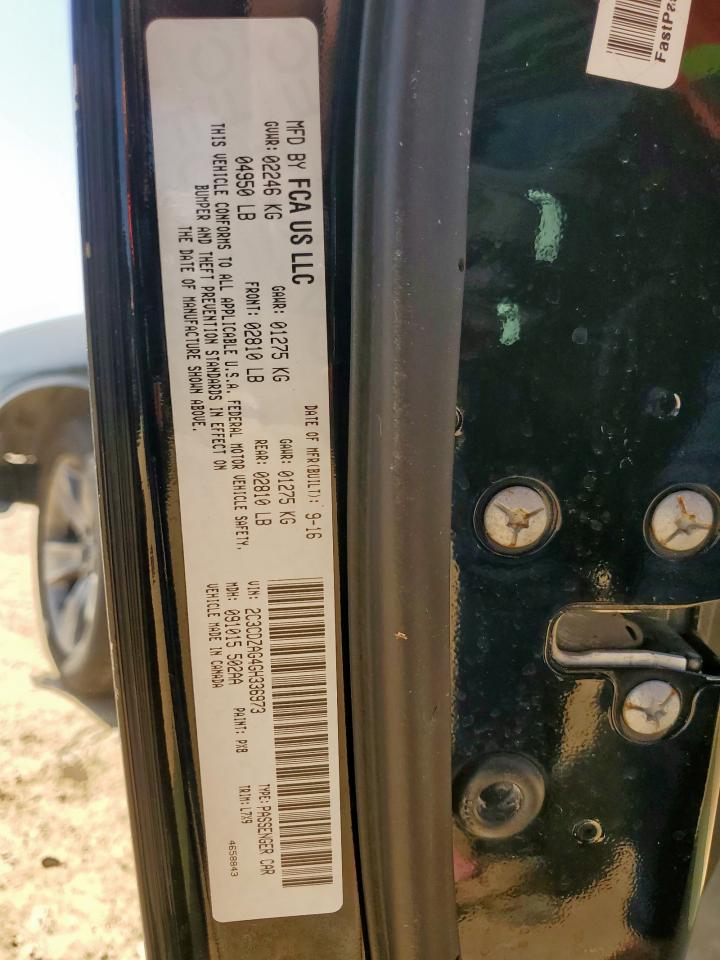 MFD BY FCA US LLC
DATE OF MFR(BUILT): 9-16
GVWR: 02246 KG
GAWR: 01275 KG
GAWR: 01275 KG
04950 LB
FRONT: 02810 LB
REAR: 02810 LB
THIS VEHICLE CONFORMS TO ALL APPLICABLE U.S.A. FEDERAL MOTOR VEHICLE SAFETY,
BUMPER AND THEFT PREVENTION STANDARDS IN EFFECT ON
THE DATE OF MANUFACTURE SHOWN ABOVE.
VIN: 2C3CDZAG4GH336973
TYPE: PASSENGER CAR
MDH: 091015 502AA
PAINT: PX8
TRIM: L7X9
VEHICLE MADE IN CANADA
4658843